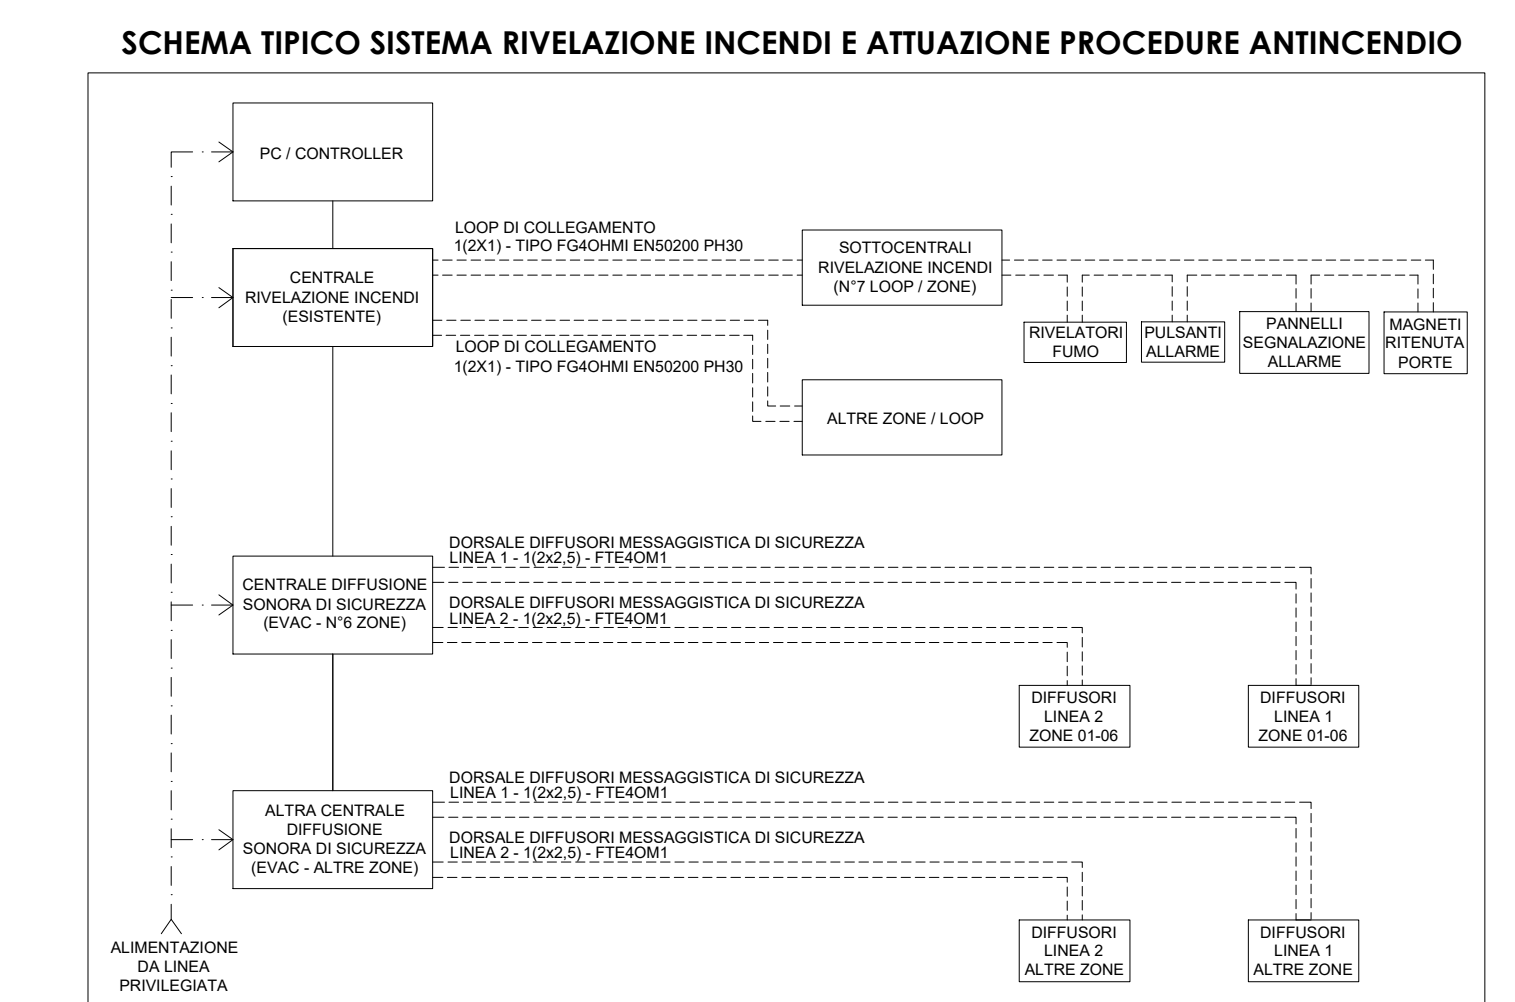 SCHEMA TIPICO SISTEMA RIVELAZIONE INCENDI E ATTUAZIONE PROCEDURE ANTINCENDIO
PC / CONTROLLER
LOOP DI COLLEGAMENTO
1(2X1) - TIPO FG4OHMI EN50200 PH30
CENTRALE
RIVELAZIONE INCENDI
(ESISTENTE)
SOTTOCENTRALI
RIVELAZIONE INCENDI
(N°7 LOOP / ZONE)
RIVELATORI
FUMO
PULSANTI
ALLARME
PANNELLI
SEGNALAZIONE
ALLARME
MAGNETI
RITENUTA
PORTE
LOOP DI COLLEGAMENTO
1(2X1) - TIPO FG4OHMI EN50200 PH30
ALTRE ZONE / LOOP
DORSALE DIFFUSORI MESSAGGISTICA DI SICUREZZA
LINEA 1 - 1(2x2,5) - FTE4OM1
CENTRALE DIFFUSIONE
SONORA DI SICUREZZA
(EVAC - N°6 ZONE)
DORSALE DIFFUSORI MESSAGGISTICA DI SICUREZZA
LINEA 2 - 1(2x2,5) - FTE4OM1
DIFFUSORI
LINEA 2
ZONE 01-06
DIFFUSORI
LINEA 1
ZONE 01-06
DORSALE DIFFUSORI MESSAGGISTICA DI SICUREZZA
LINEA 1 - 1(2x2,5) - FTE4OM1
ALTRA CENTRALE
DIFFUSIONE
SONORA DI SICUREZZA
(EVAC - ALTRE ZONE)
DORSALE DIFFUSORI MESSAGGISTICA DI SICUREZZA
LINEA 2 - 1(2x2,5) - FTE4OM1
DIFFUSORI
LINEA 2
ALTRE ZONE
DIFFUSORI
LINEA 1
ALTRE ZONE
ALIMENTAZIONE
DA LINEA
PRIVILEGIATA